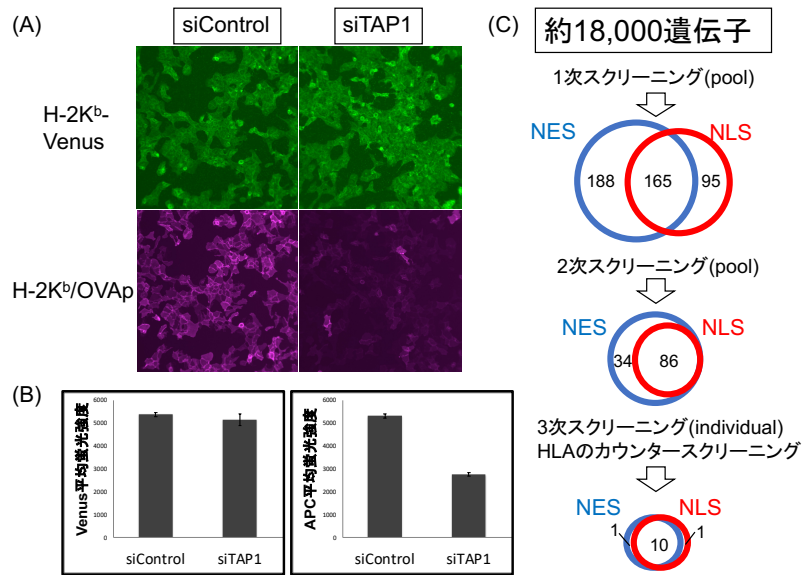 (A)
siControl
siTAP1
H-2Kᵇ-
Venus
H-2Kᵇ/OVAp
(B)
Venus平均蛍光強度
6000
5000
4000
3000
2000
1000
0
siControl
siTAP1
APC平均蛍光強度
6000
5000
4000
3000
2000
1000
0
siControl
siTAP1
(C)
約18,000遺伝子
1次スクリーニング(pool)
NES
NLS
188
165
95
2次スクリーニング(pool)
NES
NLS
34
86
3次スクリーニング(individual)
HLAのカウンタースクリーニング
NES
NLS
1
10
1